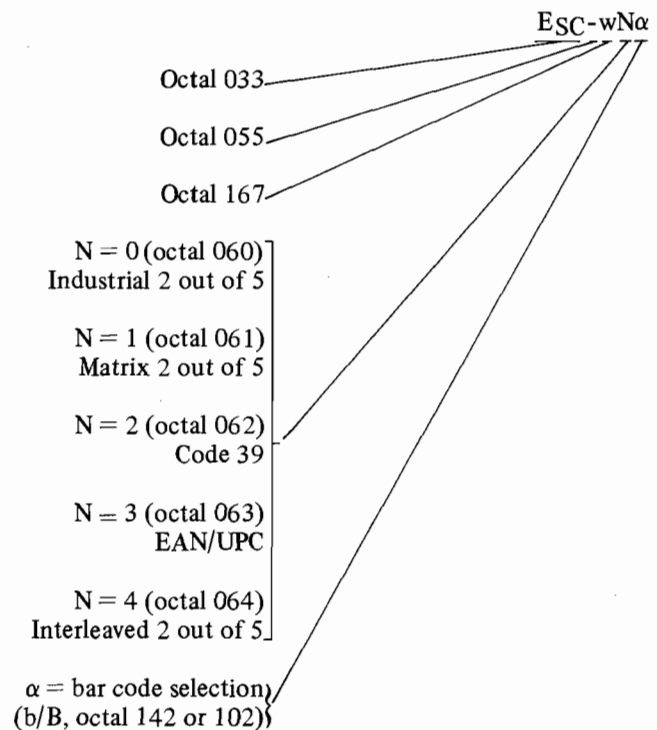 ESC-wNα
Octal 033
Octal 055
Octal 167
N = 0 (octal 060)
Industrial 2 out of 5
N = 1 (octal 061)
Matrix 2 out of 5
N = 2 (octal 062)
Code 39
N = 3 (octal 063)
EAN/UPC
N = 4 (octal 064)
Interleaved 2 out of 5
α = bar code selection
(b/B, octal 142 or 102)